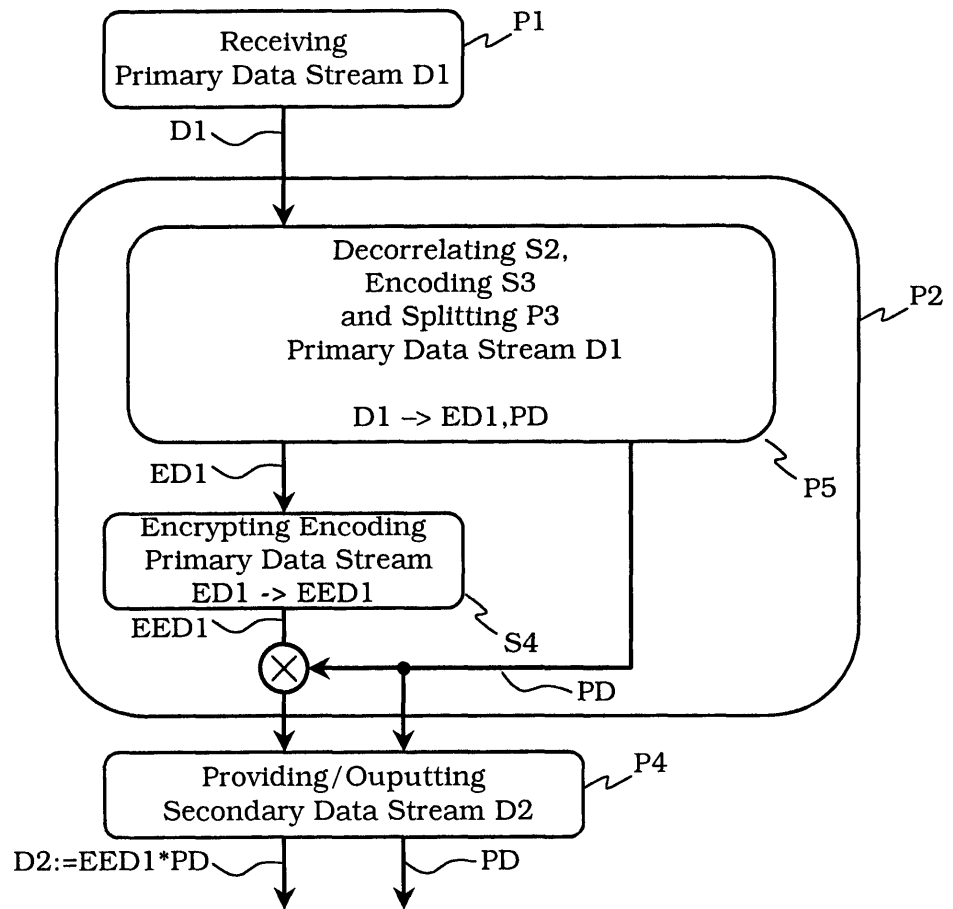 Receiving
Primary Data Stream D1
P1
D1
Decorrelating S2,
Encoding S3
and Splitting P3
Primary Data Stream D1
D1 -> ED1,PD
P2
ED1
P5
Encrypting Encoding
Primary Data Stream
ED1 -> EED1
EED1
S4
PD
Providing/Ouputting
Secondary Data Stream D2
P4
D2:=EED1*PD
PD